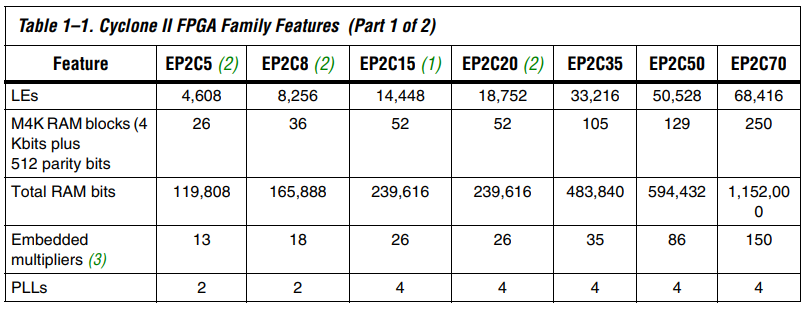 Table 1–1. Cyclone II FPGA Family Features (Part 1 of 2)
Feature EP2C5 (2) EP2C8 (2) EP2C15 (1) EP2C20 (2) EP2C35 EP2C50 EP2C70
LEs 4,608 8,256 14,448 18,752 33,216 50,528 68,416
M4K RAM blocks (4 26 36 52 52 105 129 250
Kbits plus
512 parity bits
Total RAM bits 119,808 165,888 239,616 239,616 483,840 594,432 1,152,00
0
Embedded 13 18 26 26 35 86 150
multipliers (3)
PLLs 2 2 4 4 4 4 4